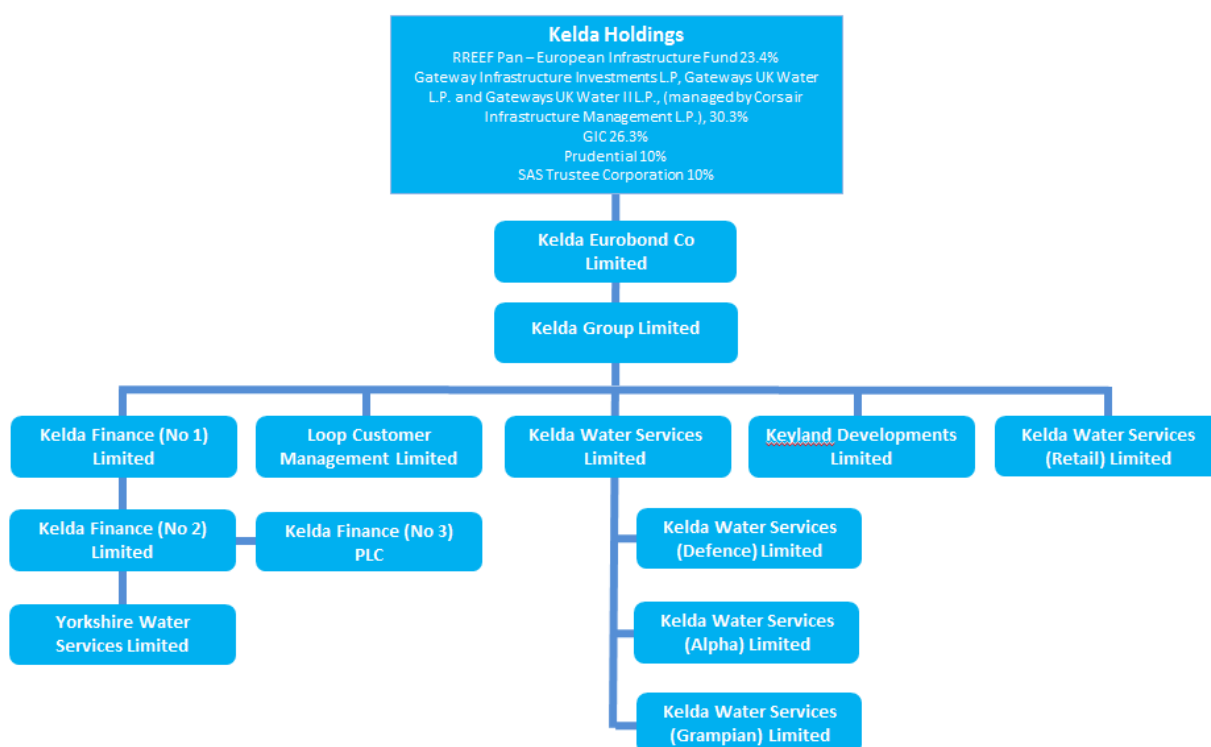 Kelda Holdings
RREEF Pan – European Infrastructure Fund 23.4%
Gateway Infrastructure Investments L.P, Gateways UK Water
L.P. and Gateways UK Water II L.P., (managed by Corsair
Infrastructure Management L.P.), 30.3%
GIC 26.3%
Prudential 10%
SAS Trustee Corporation 10%
Kelda Eurobond Co
Limited
Kelda Group Limited
Kelda Finance (No 1)
Limited
Loop Customer
Management Limited
Kelda Water Services
Limited
Keyland Developments
Limited
Kelda Water Services
(Retail) Limited
Kelda Finance (No 2)
Limited
Kelda Finance (No 3)
PLC
Kelda Water Services
(Defence) Limited
Yorkshire Water
Services Limited
Kelda Water Services
(Alpha) Limited
Kelda Water Services
(Grampian) Limited